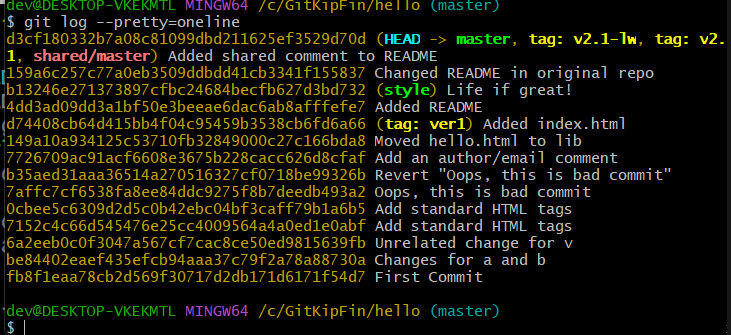 dev@DESKTOP-VKEKMTL MINGW64 /c/GitKipFin/hello (master)
$ git log --pretty=oneline
d3cf180332b7a08c81099dbd211625ef3529d70d (HEAD -> master, tag: v2.1-lw, tag: v2.
1, shared/master) Added shared comment to README
159a6c257c77a0eb3509ddbdd41cb3341f155837 Changed README in original repo
b13246e271373897cfbc24684becfb627d3bd732 (style) Life if great!
4dd3ad09dd3a1bf50e3beeae6dac6ab8afffefe7 Added README
d74408cb64d415bb4f04c95459b3538cb6fd6a66 (tag: ver1) Added index.html
149a10a934125c53710fb32849000c27c166bda8 Moved hello.html to lib
7726709ac91acf6608e3675b228cacc626d8cfaf Add an author/email comment
b35aed31aaa36514a270516327cf0718be99326b Revert "Oops, this is bad commit"
7affc7cf6538fa8ee84ddc9275f8b7deedb493a2 Oops, this is bad commit
0cbee5c6309d2d5c0b42ebc04bf3caff79b1a6b5 Add standard HTML tags
7152c4c66d545476e25cc4009564a4a0ed1e0abf Add standard HTML tags
6a2eeb0c0f3047a567cf7cac8ce50ed9815639fb Unrelated change for v
be84402eaef435efcb94aaa37c79f2a78a88730a Changes for a and b
fb8f1eaa78cb2d569f30717d2db171d6171f54d7 First Commit
dev@DESKTOP-VKEKMTL MINGW64 /c/GitKipFin/hello (master)
$